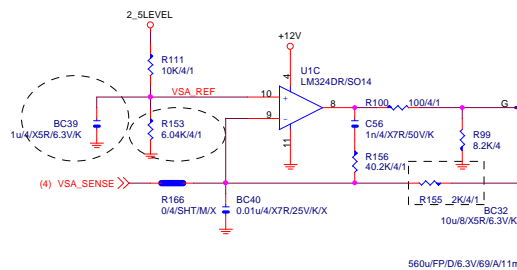 2_5LEVEL
+12V
R111
10K/4/1
U1C
LM324DR/SO14
VSA_REF
4
10
+
8
R100
100/4/1
G
9
-
11
BC39
1u/4/X5R/6.3V/K
R153
6.04K/4/1
C56
1n/4/X7R/50V/K
R99
8.2K/4
R156
40.2K/4/1
(4) VSA_SENSE
R166
0/4/SHT/M/X
BC40
0.01u/4/X7R/25V/K/X
R155
2K/4/1
BC32
10u/8/X5R/6.3V/K
560u/FP/D/6.3V/69/A/11m